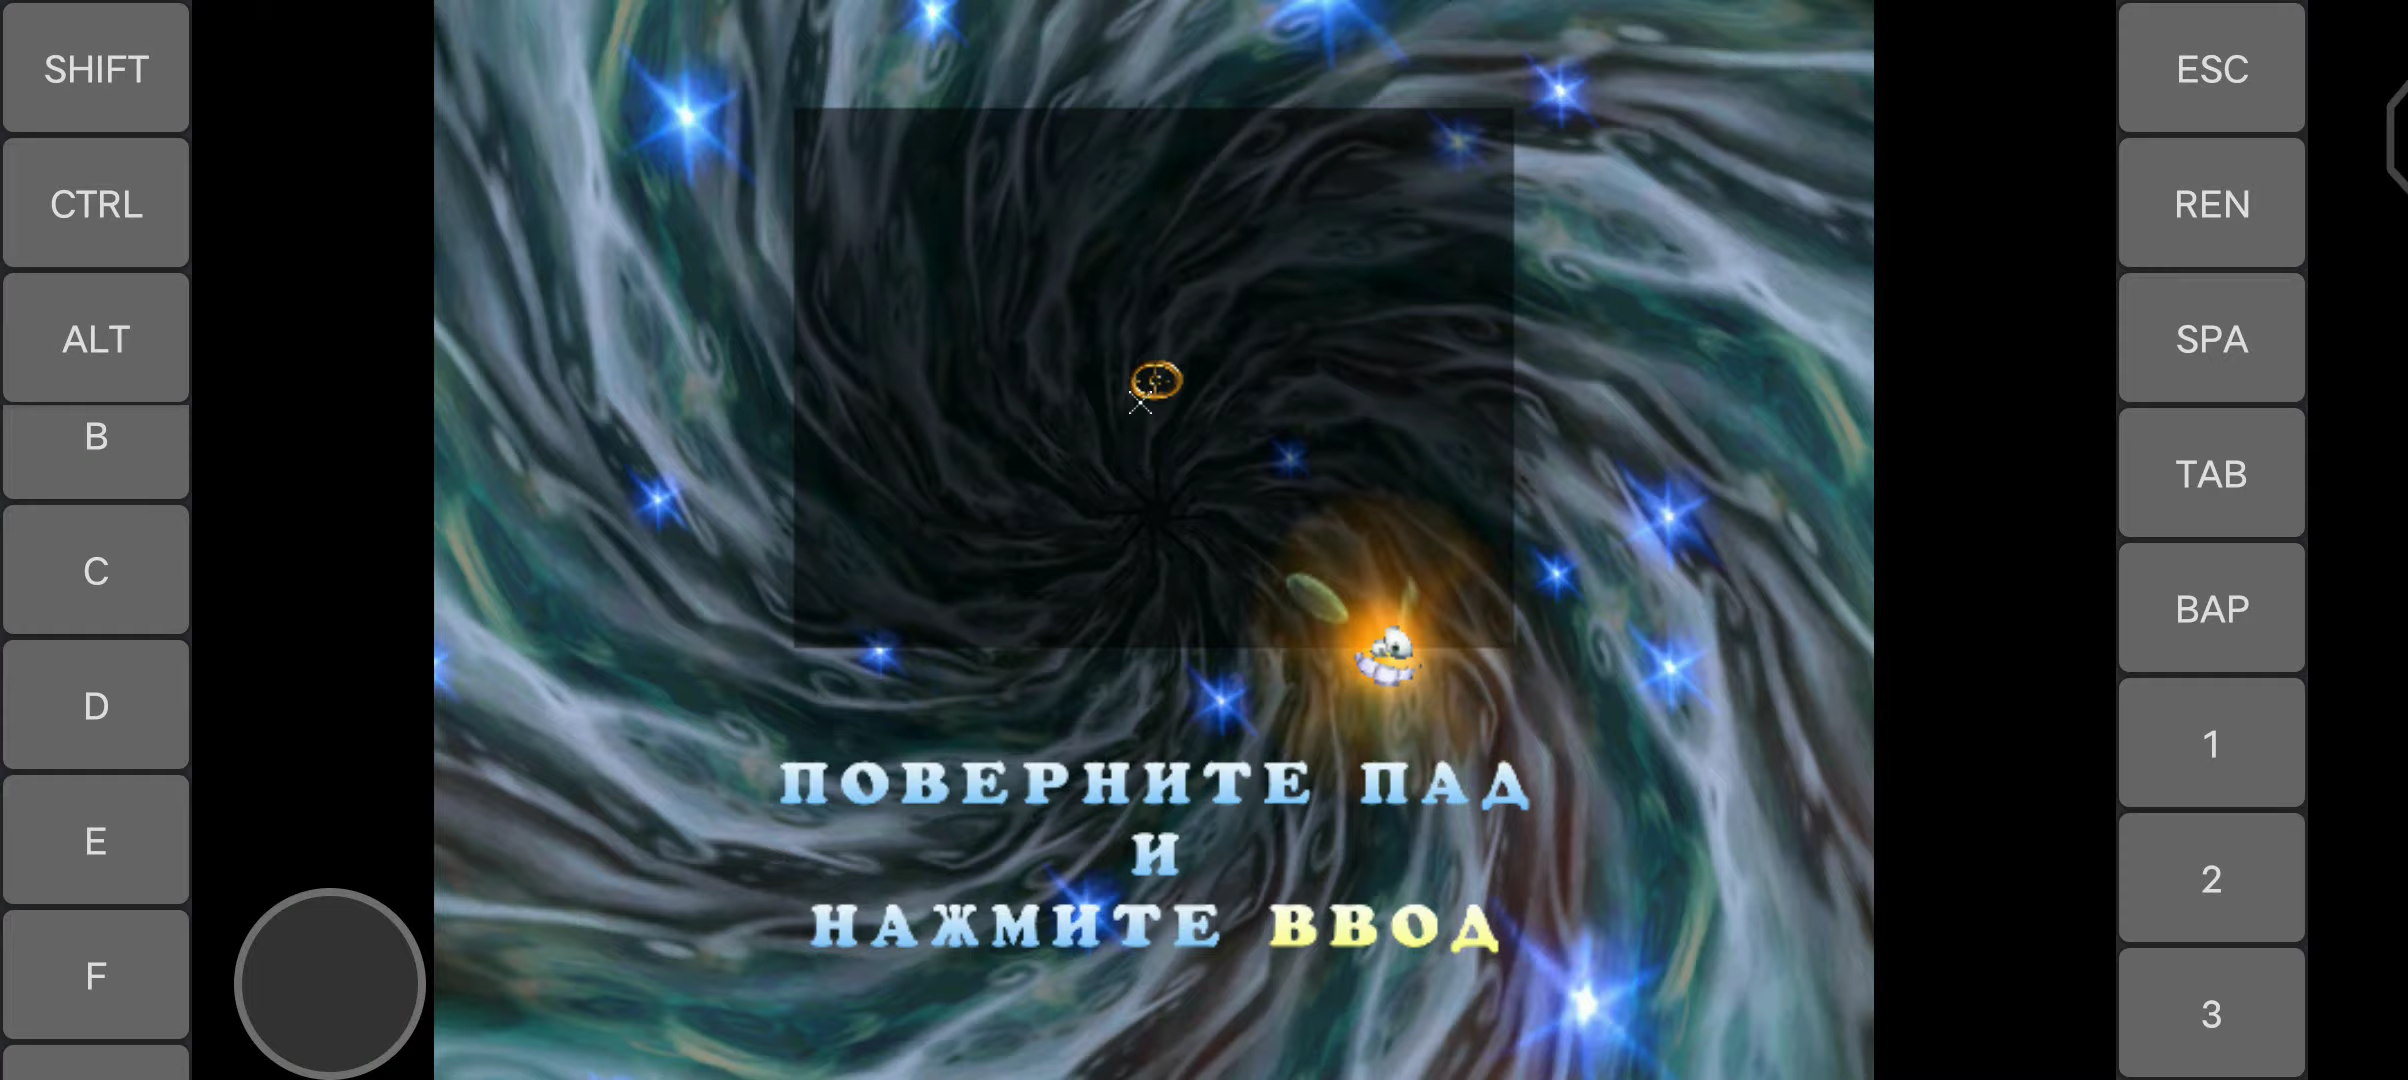 SHIFT
CTRL
ALT
B
C
D
E
F
ESC
REN
SPA
TAB
BAP
1
2
3
ПОВЕРНИТЕ ПАД
И
НАЖМИТЕ ВВОД